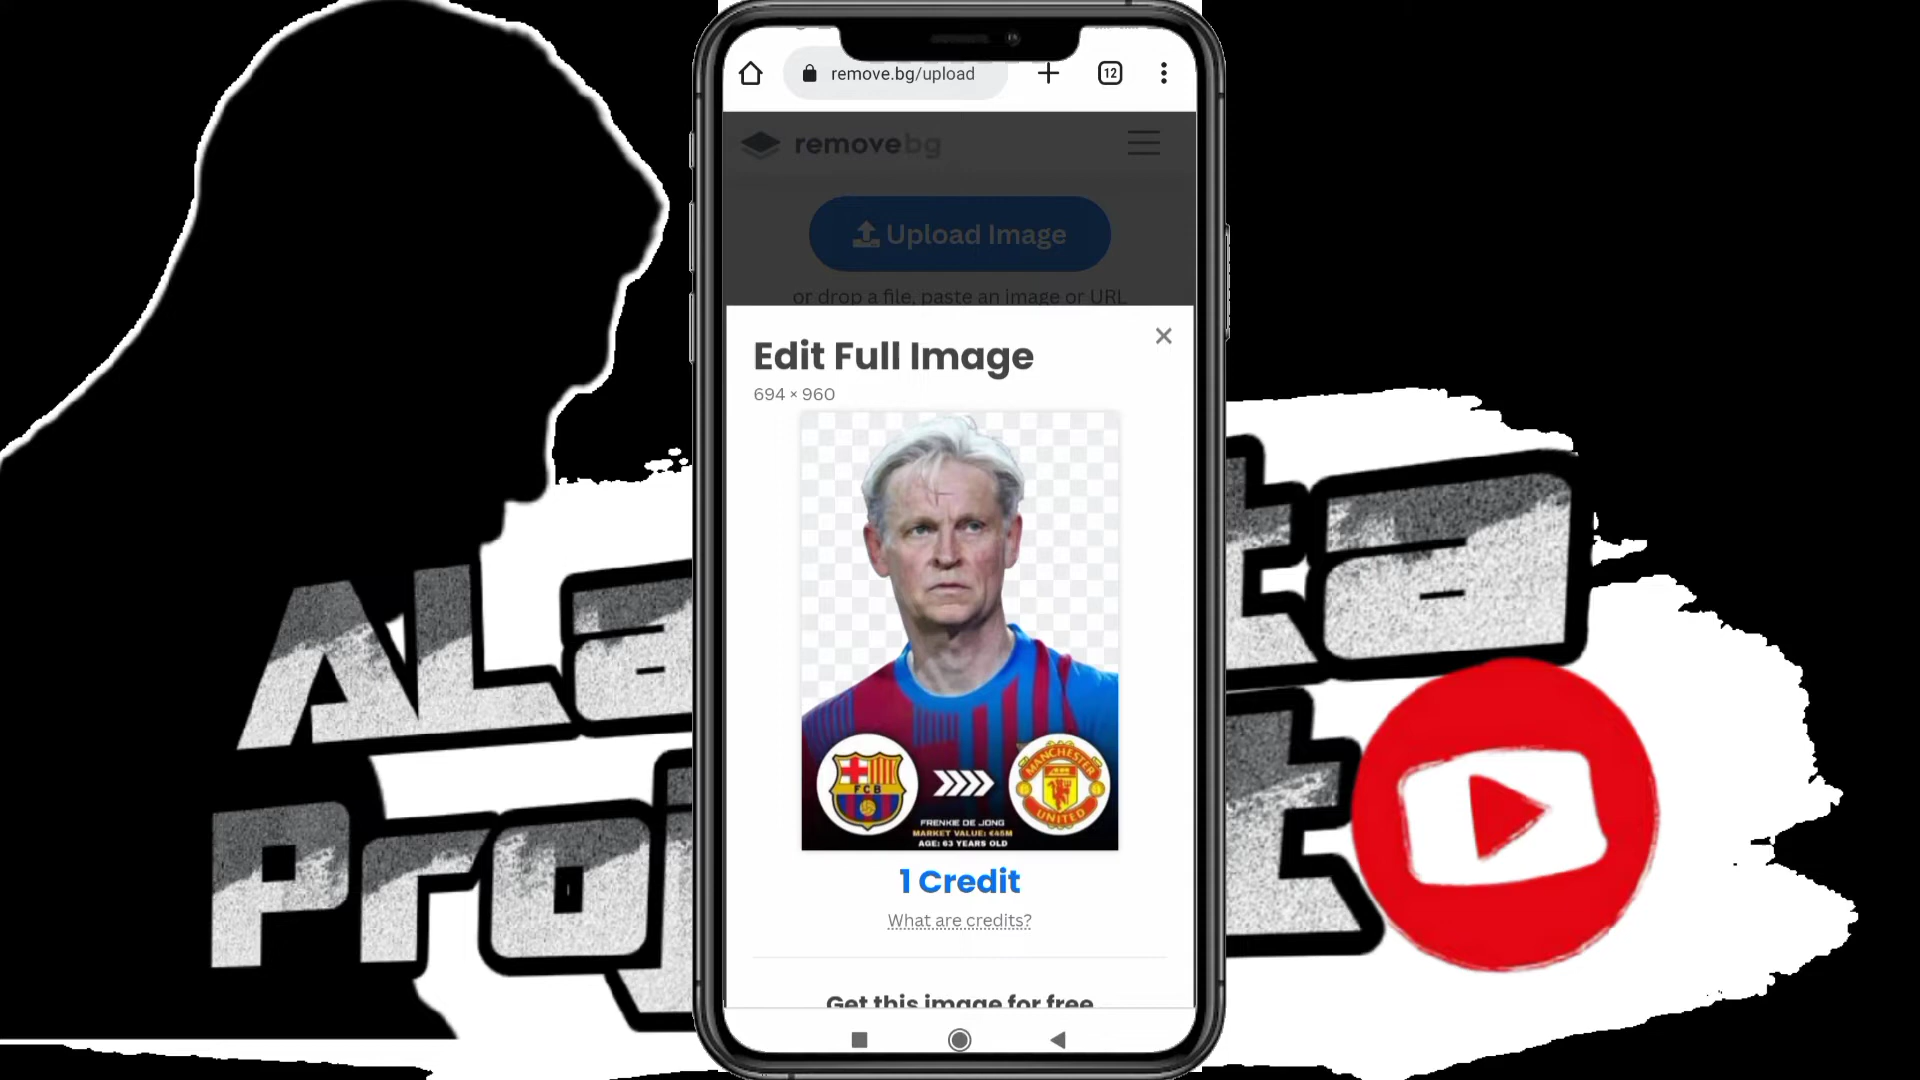 remove.bg/upload
12
removebg
Upload Image
or drop a file, paste an image or URL
Edit Full Image
694 × 960
FCB
MANCHESTER
UNITED
FRENKIE DE JONG
MARKET VALUE: €45M
AGE: 63 YEARS OLD
1 Credit
What are credits?
Get this image for free